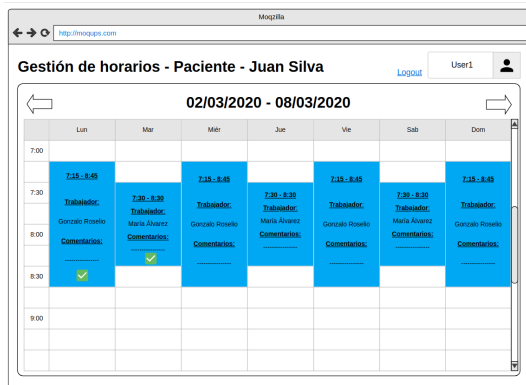 Moqzilla
http://moqups.com
Gestión de horarios - Paciente - Juan Silva
Logout
User1
02/03/2020 - 08/03/2020
Lun Mar Miér Jue Vie Sab Dom
7:00
7:30
8:00
8:30
9:00
7:15 - 8:45
Trabajador:
Gonzalo Roselio
Comentarios:
-----------------
7:30 - 8:30
Trabajador:
María Álvarez
Comentarios:
-----------------
7:15 - 8:45
Trabajador:
Gonzalo Roselio
Comentarios:
-----------------
7:30 - 8:30
Trabajador:
María Álvarez
Comentarios:
-----------------
7:15 - 8:45
Trabajador:
Gonzalo Roselio
Comentarios:
-----------------
7:30 - 8:30
Trabajador:
María Álvarez
Comentarios:
-----------------
7:15 - 8:45
Trabajador:
Gonzalo Roselio
Comentarios:
-----------------